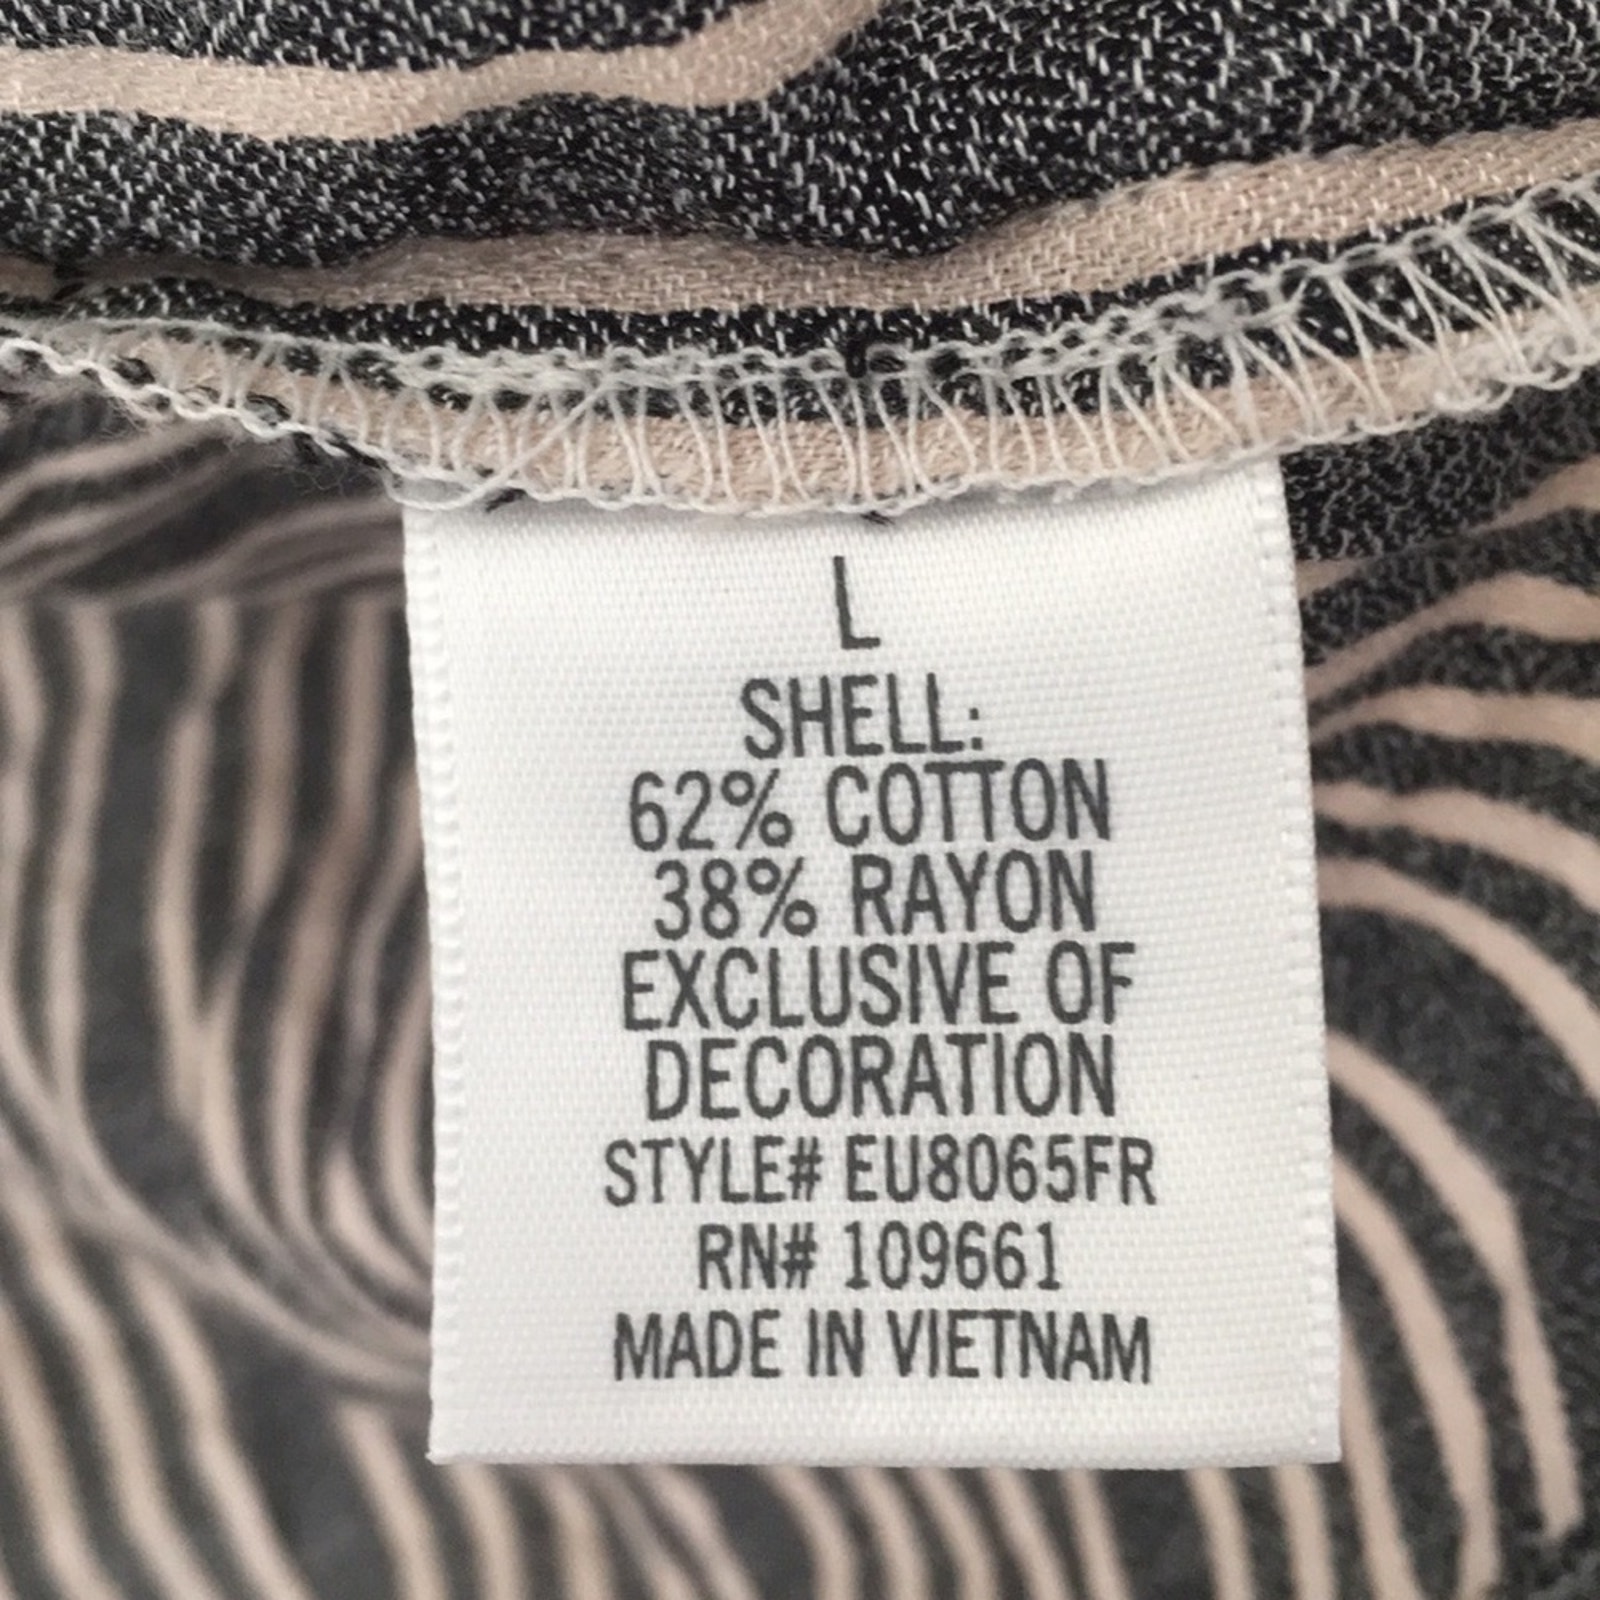 L
SHELL:
62% COTTON
38% RAYON
EXCLUSIVE OF
DECORATION
STYLE# EU8065FR
RN# 109661
MADE IN VIETNAM